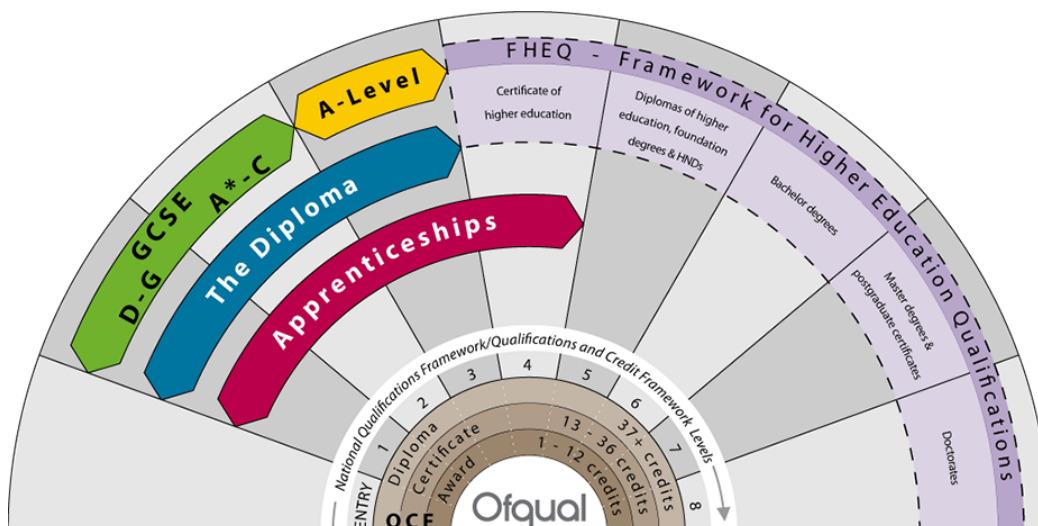 FHEQ - Framework for Higher Education Qualifications
A-Level
GCSE
D-G A*-C
The Diploma
Apprenticeships
Certificate of
higher education
Diplomas of higher
education, foundation
degrees & HNDs
Bachelor degrees
Master degrees &
postgraduate certificates
Doctorates
National Qualifications Framework/Qualifications and Credit Framework Levels
ENTRY
1
2
3
4
5
6
7
8
Diploma
37+ credits
Certificate
13 - 36 credits
Award
1 - 12 credits
QCF
Ofqual